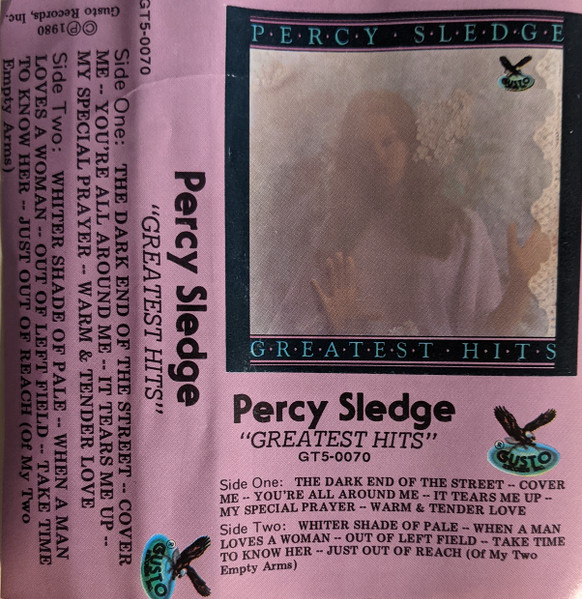 ©℗1980
Gusto Records, Inc.
GT5-0070
Side One: THE DARK END OF THE STREET -- COVER
ME -- YOU'RE ALL AROUND ME -- IT TEARS ME UP --
MY SPECIAL PRAYER -- WARM & TENDER LOVE
Side Two: WHITER SHADE OF PALE -- WHEN A MAN
LOVES A WOMAN -- OUT OF LEFT FIELD -- TAKE TIME
TO KNOW HER -- JUST OUT OF REACH (Of My Two
Empty Arms)
Percy Sledge
"GREATEST HITS"
GUSTO
PERCY · SLEDGE
GUSTO
G·R·E·A·T·E·S·T · H·I·T·S
Percy Sledge
"GREATEST HITS"
GT5-0070
GUSTO
Side One: THE DARK END OF THE STREET -- COVER
ME -- YOU'RE ALL AROUND ME -- IT TEARS ME UP --
MY SPECIAL PRAYER -- WARM & TENDER LOVE
Side Two: WHITER SHADE OF PALE -- WHEN A MAN
LOVES A WOMAN -- OUT OF LEFT FIELD -- TAKE TIME
TO KNOW HER -- JUST OUT OF REACH (Of My Two
Empty Arms)